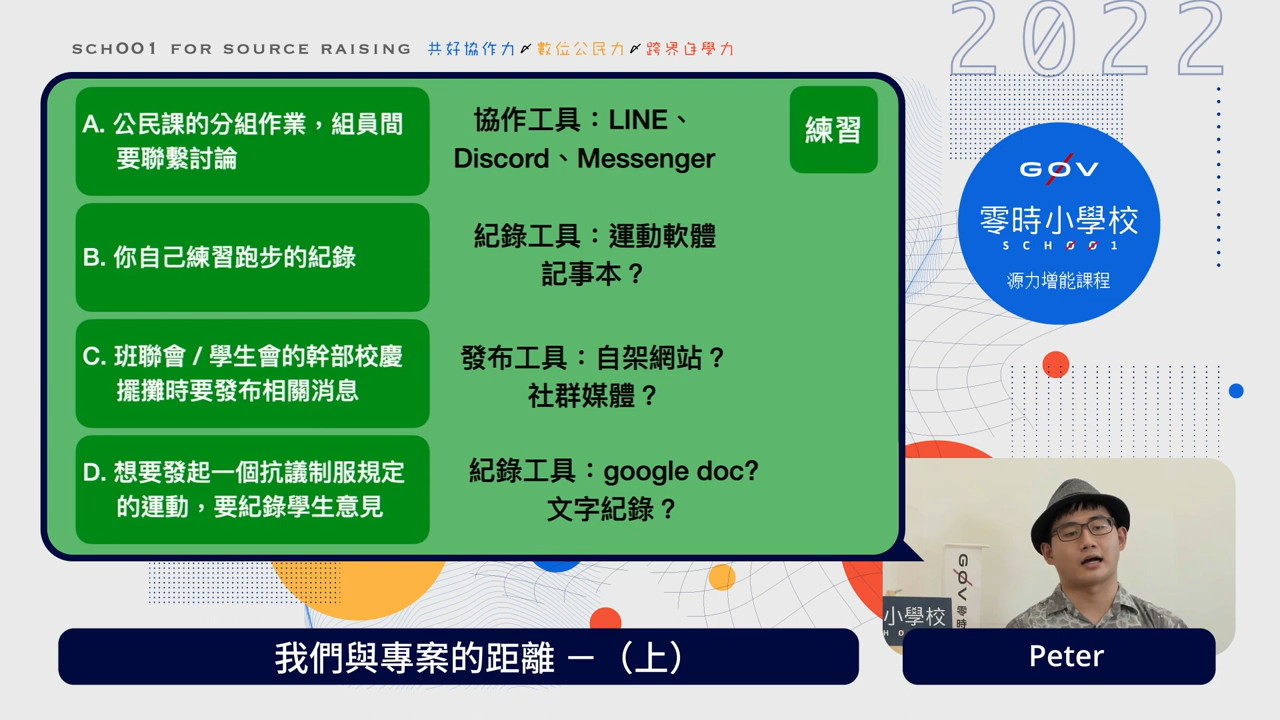 SCHOO1 FOR SOURCE RAISING 共好協作力 數位公民力 跨界自學力
2022
A. 公民課的分組作業，組員間
要聯繫討論
協作工具：LINE、
Discord、Messenger
練習
B. 你自己練習跑步的紀錄
紀錄工具：運動軟體
記事本？
C. 班聯會 / 學生會的幹部校慶
擺攤時要發布相關消息
發布工具：自架網站？
社群媒體？
D. 想要發起一個抗議制服規定
的運動，要紀錄學生意見
紀錄工具：google doc?
文字紀錄？
G0V
零時小學校
SCH001
源力增能課程
G0V 零時
小學校
我們與專案的距離 －（上）
Peter